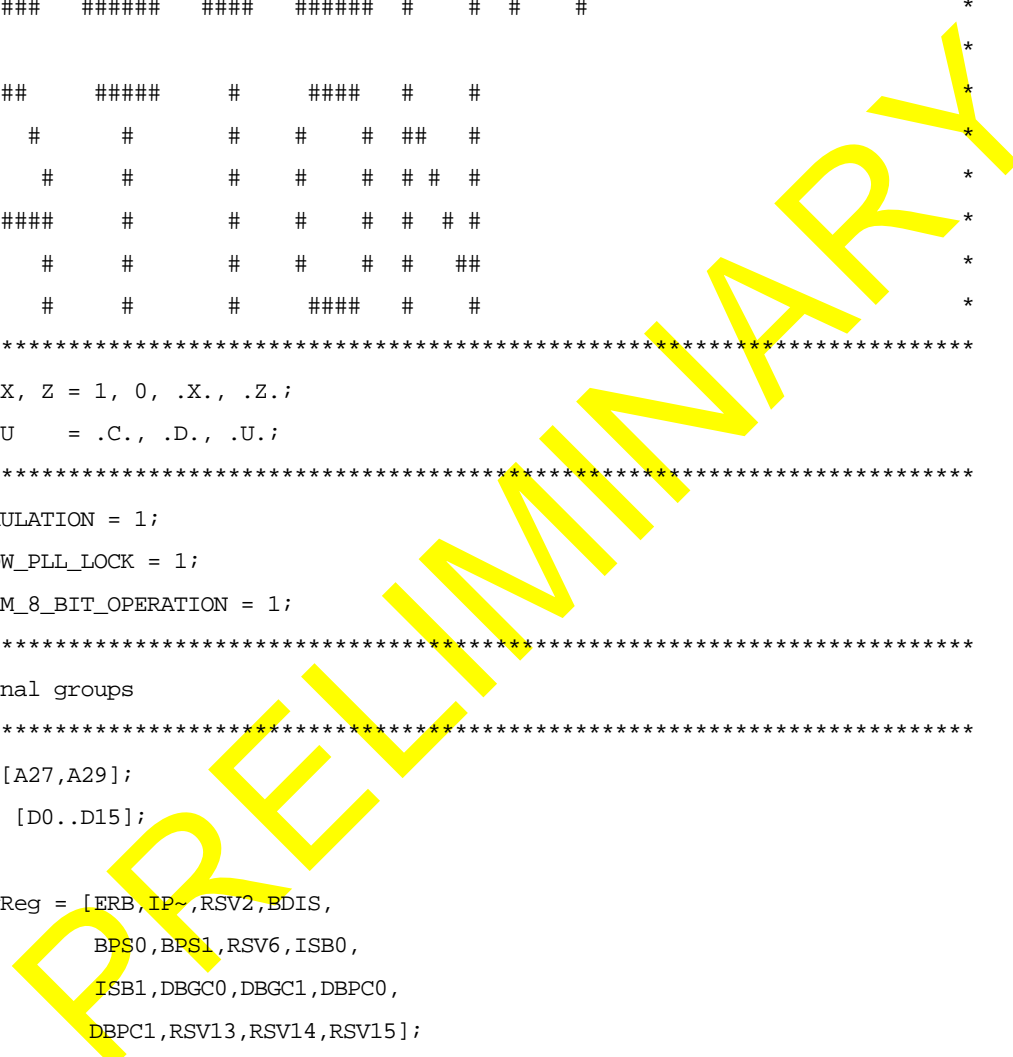 ###   ######   ####   ###### #    #  #    #                            *
                                                                        *
##     #####     #     ####  #    #                                    *
  #      #       #    #    # ##   #                                    *
   #     #       #    #    # # #  #                                    *
####     #       #    #    # #  # #                                    *
   #     #       #    #    # #   ##                                    *
   #     #       #     ####  #    #                                    *
*************************************************************************
X, Z = 1, 0, .X., .Z.;
U    = .C., .D., .U.;
*************************************************************************
ULATION = 1;
W_PLL_LOCK = 1;
M_8_BIT_OPERATION = 1;
*************************************************************************
nal groups
*************************************************************************
[A27,A29];
[D0..D15];
Reg = [ERB,IP~,RSV2,BDIS,
BPS0,BPS1,RSV6,ISB0,
ISB1,DBGC0,DBGC1,DBPC0,
DBPC1,RSV13,RSV14,RSV15];
PRELIMINARY